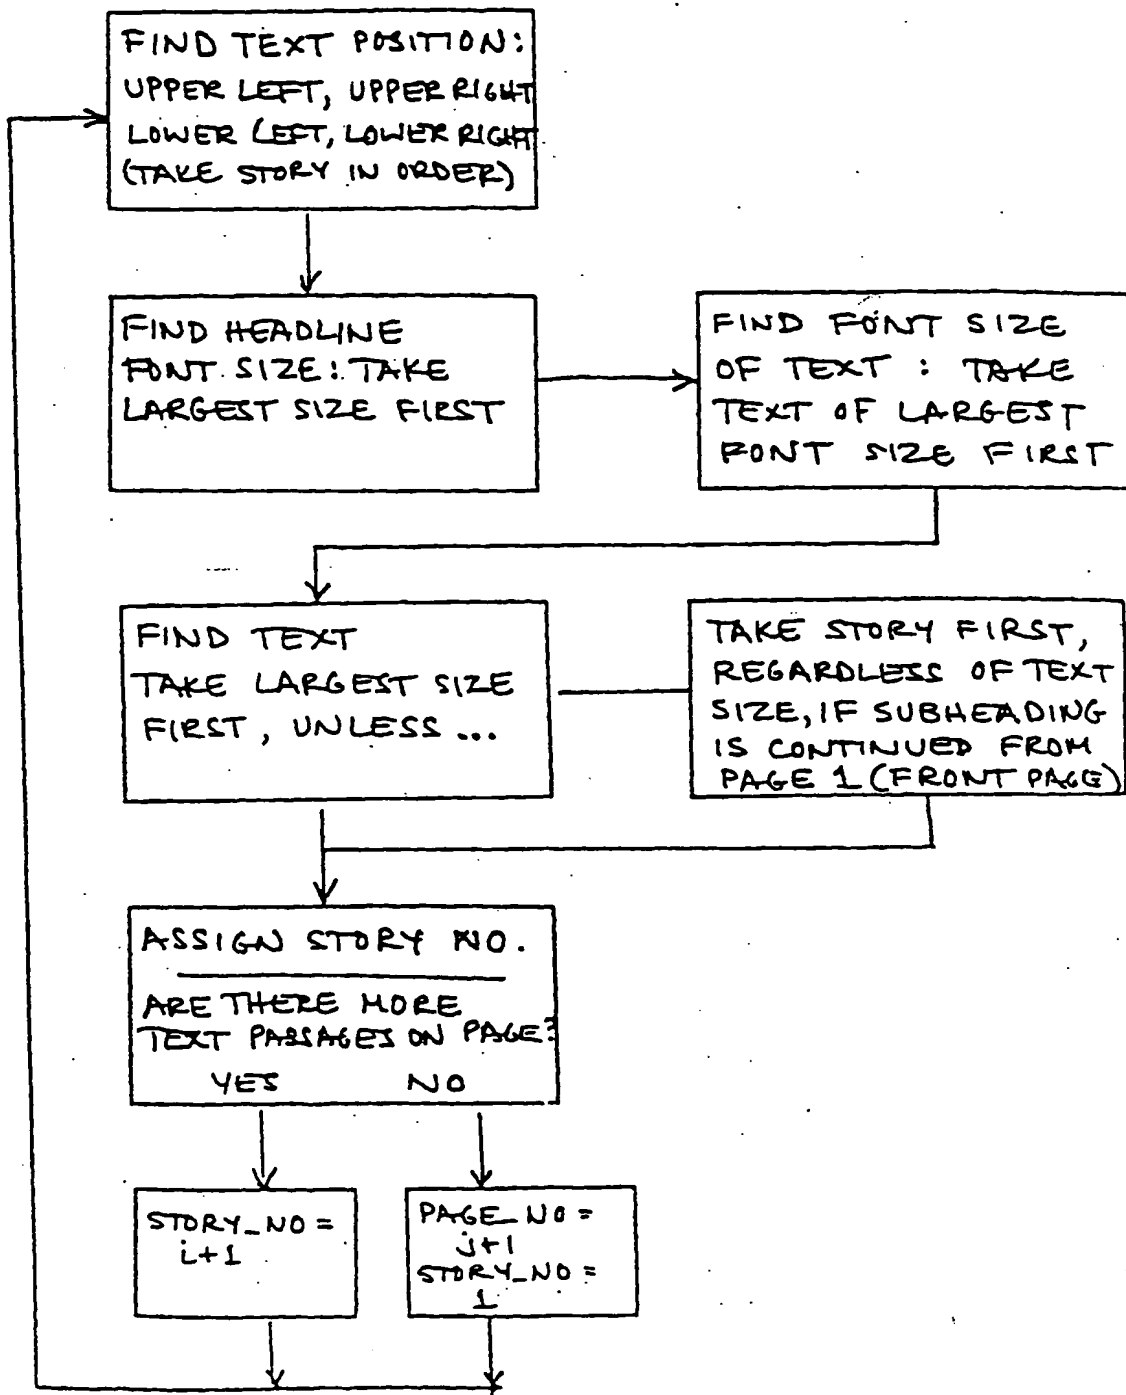 FIND TEXT POSITION:
UPPER LEFT, UPPER RIGHT
LOWER LEFT, LOWER RIGHT
(TAKE STORY IN ORDER)
FIND HEADLINE
FONT SIZE: TAKE
LARGEST SIZE FIRST
FIND FONT SIZE
OF TEXT : TAKE
TEXT OF LARGEST
FONT SIZE FIRST
FIND TEXT
TAKE LARGEST SIZE
FIRST, UNLESS ...
TAKE STORY FIRST,
REGARDLESS OF TEXT
SIZE, IF SUBHEADING
IS CONTINUED FROM
PAGE 1 (FRONT PAGE)
ASSIGN STORY NO.
ARE THERE MORE
TEXT PASSAGES ON PAGE?
YES NO
STORY_NO =
i+1
PAGE_NO =
j+1
STORY_NO =
1